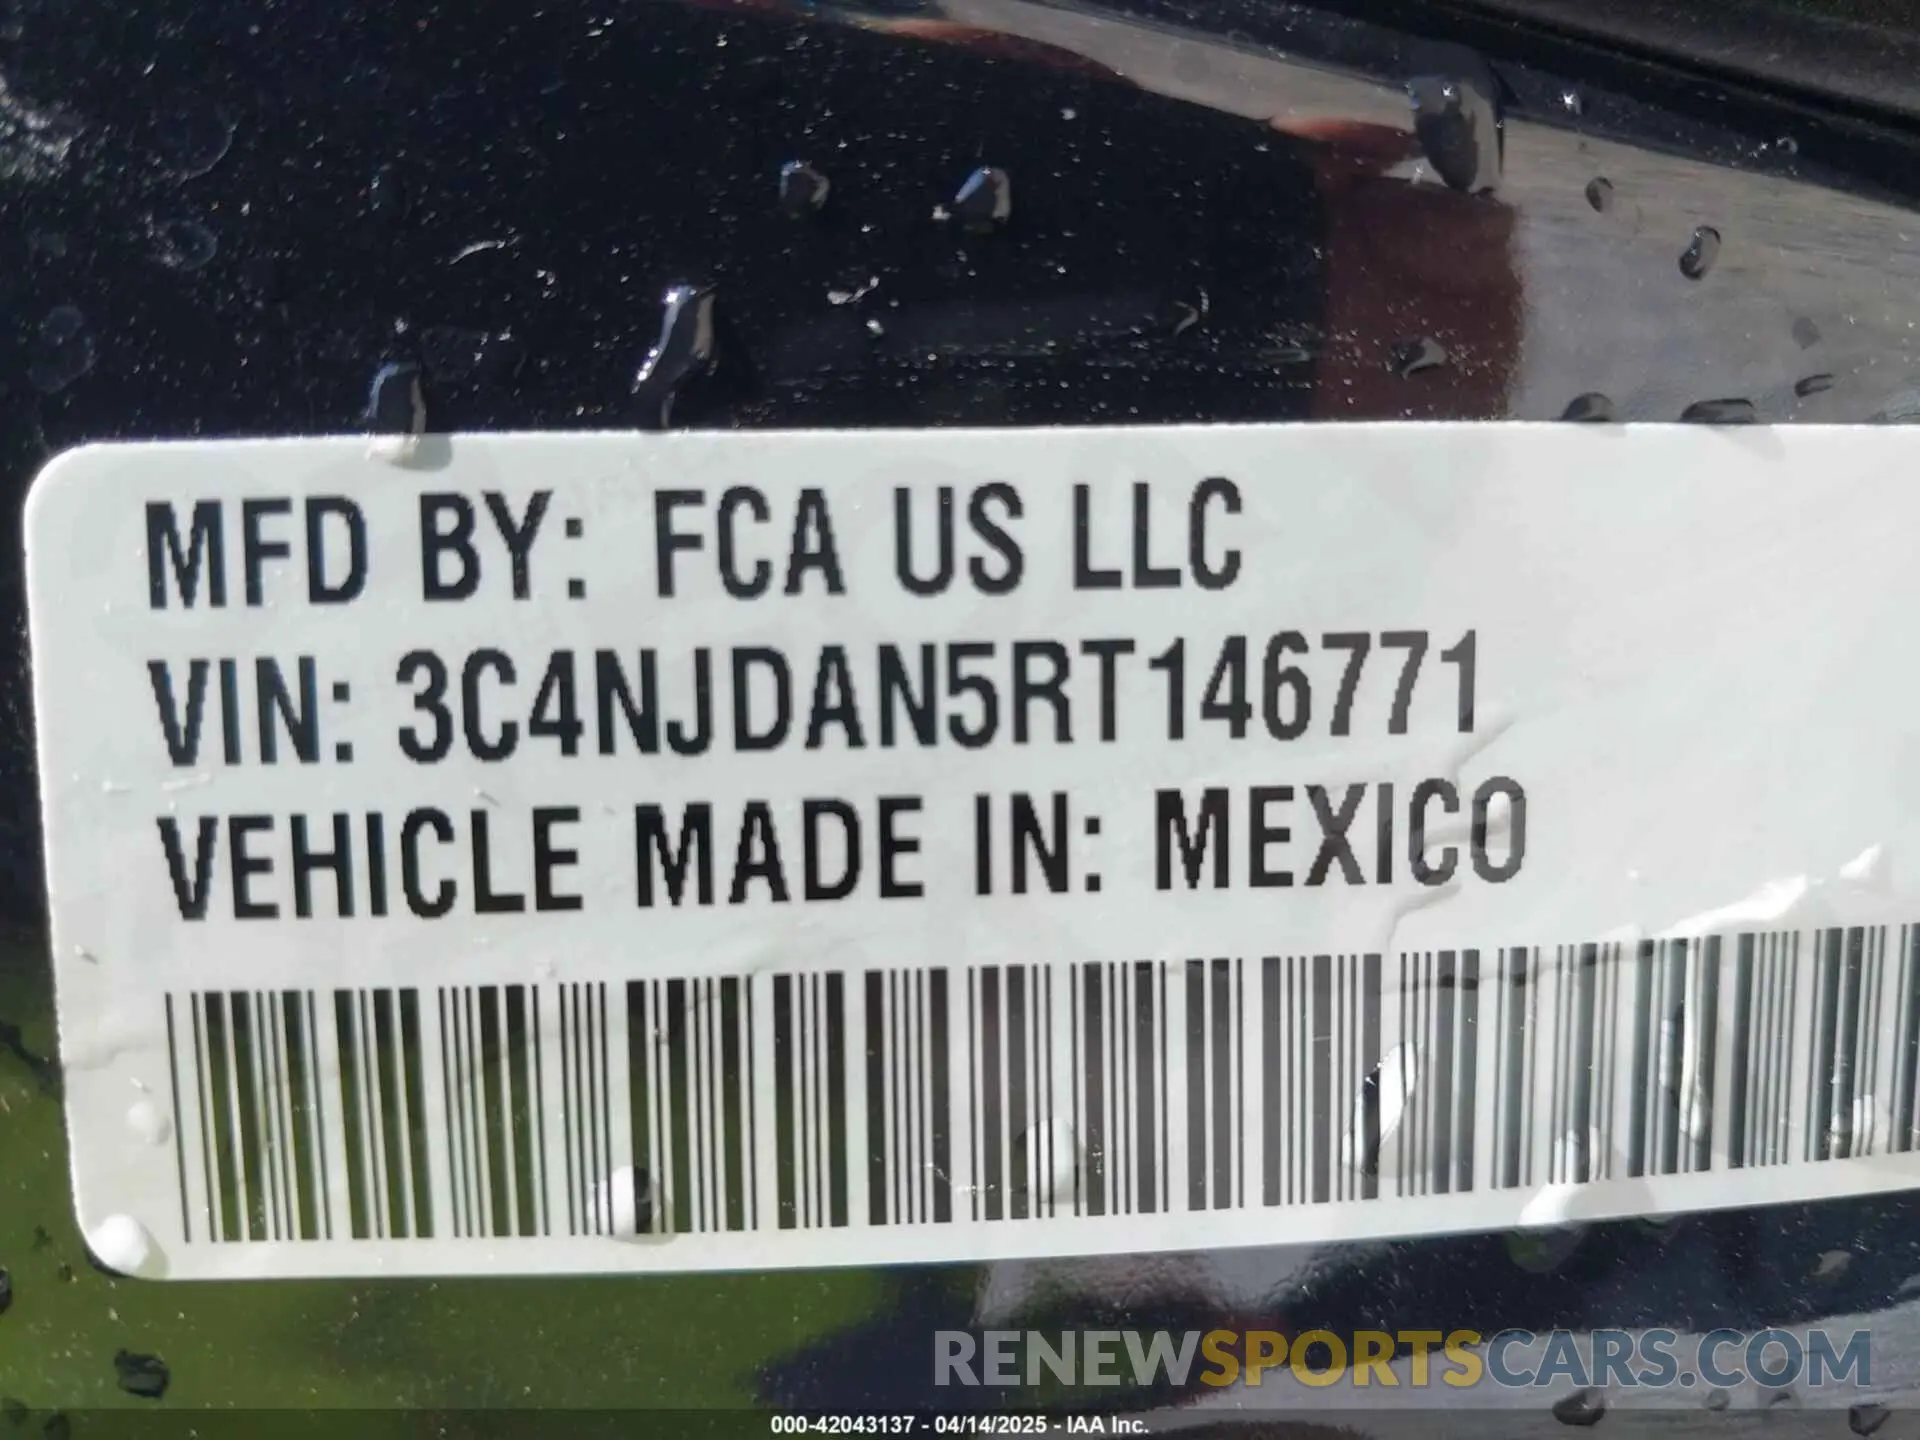 MFD BY: FCA US LLC
VIN: 3C4NJDAN5RT146771
VEHICLE MADE IN: MEXICO
RENEWSPORTSCARS.COM
000-42043137 - 04/14/2025 - IAA Inc.